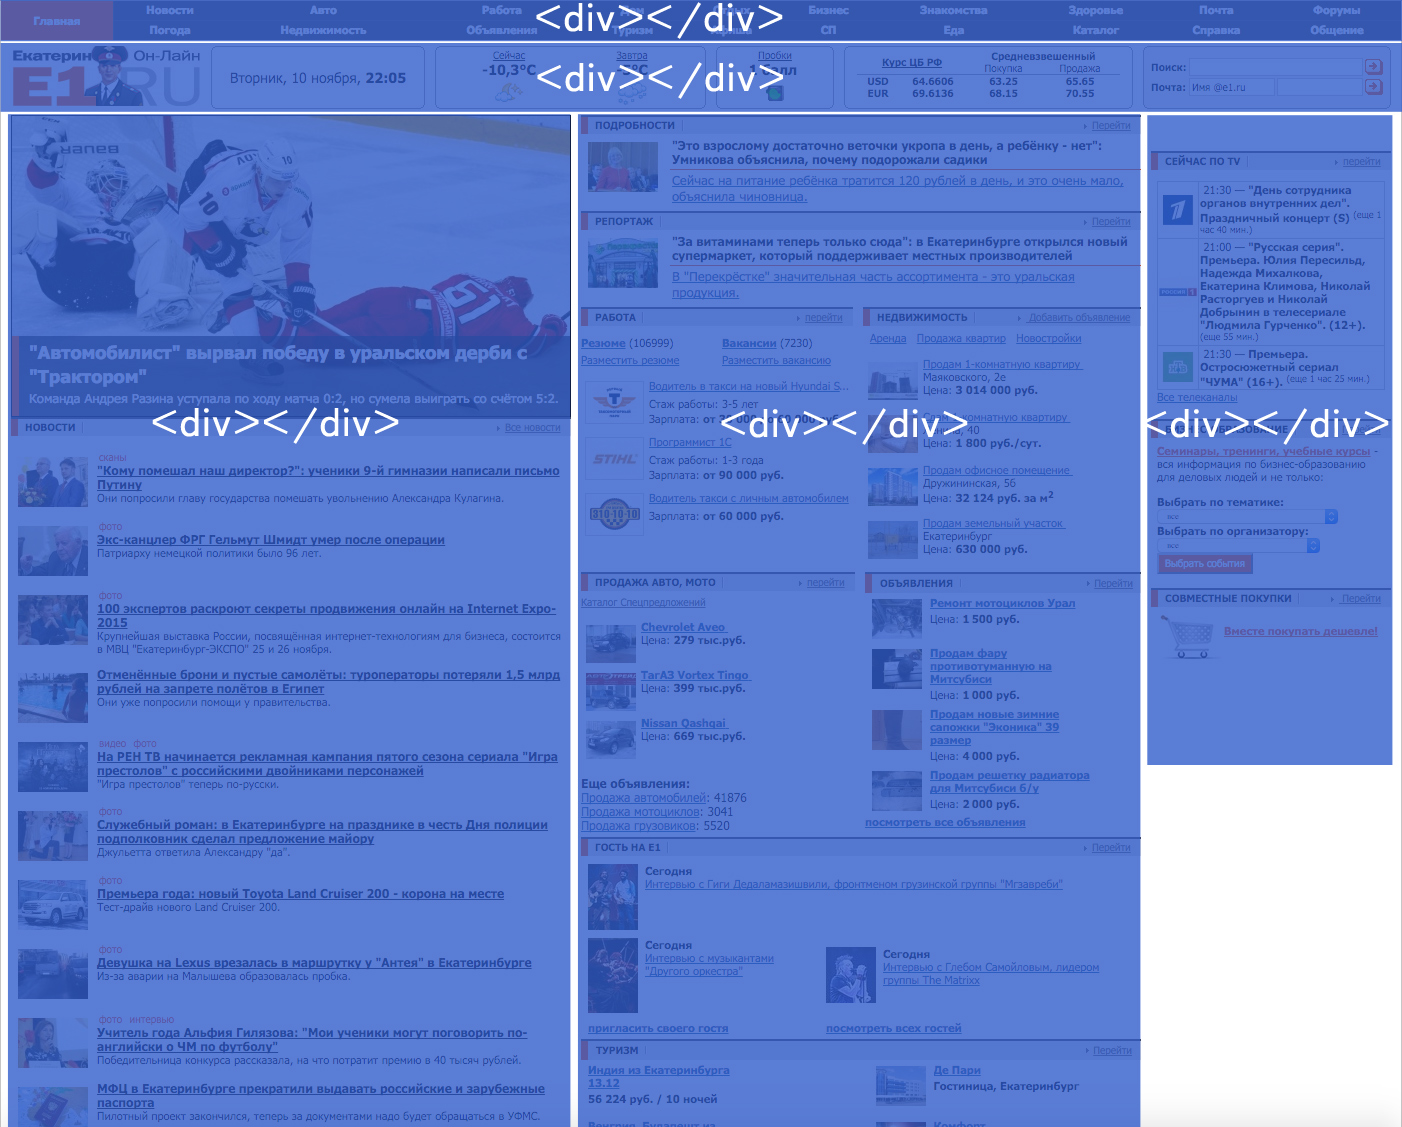 Главная
Новости Авто Работа Дом Отдых Бизнес Знакомства Здоровье Почта Форумы
Погода Недвижимость Объявления Туризм Афиша СП Еда Каталог Справка Общение
<div></div>
Екатерин Он-Лайн
E1.RU
Вторник, 10 ноября, 22:05
Сейчас Завтра
-10,3°C -3°C
Пробки
1 балл
<div></div>
Курс ЦБ РФ Средневзвешенный
Покупка Продажа
USD 64.6606 63.25 65.65
EUR 69.6136 68.15 70.55
Поиск:
Почта: Имя @e1.ru
"Автомобилист" вырвал победу в уральском дерби с
"Трактором"
Команда Андрея Разина уступала по ходу матча 0:2, но сумела выиграть со счётом 5:2.
<div></div>
НОВОСТИ Все новости
сканы
"Кому помешал наш директор?": ученики 9-й гимназии написали письмо
Путину
Они попросили главу государства помешать увольнению Александра Кулагина.
фото
Экс-канцлер ФРГ Гельмут Шмидт умер после операции
Патриарху немецкой политики было 96 лет.
фото
100 экспертов раскроют секреты продвижения онлайн на Internet Expo-
2015
Крупнейшая выставка России, посвящённая интернет-технологиям для бизнеса, состоится
в МВЦ "Екатеринбург-ЭКСПО" 25 и 26 ноября.
Отменённые брони и пустые самолёты: туроператоры потеряли 1,5 млрд
рублей на запрете полётов в Египет
Они уже попросили помощи у правительства.
видео фото
На РЕН ТВ начинается рекламная кампания пятого сезона сериала "Игра
престолов" с российскими двойниками персонажей
"Игра престолов" теперь по-русски.
фото
Служебный роман: в Екатеринбурге на празднике в честь Дня полиции
подполковник сделал предложение майору
Джульетта ответила Александру "да".
фото
Премьера года: новый Toyota Land Cruiser 200 - корона на месте
Тест-драйв нового Land Cruiser 200.
фото
Девушка на Lexus врезалась в маршрутку у "Антея" в Екатеринбурге
Из-за аварии на Малышева образовалась пробка.
фото интервью
Учитель года Альфия Гилязова: "Мои ученики могут поговорить по-
английски о ЧМ по футболу"
Победительница конкурса рассказала, на что потратит премию в 40 тысяч рублей.
МФЦ в Екатеринбурге прекратили выдавать российские и зарубежные
паспорта
Пилотный проект закончился, теперь за документами надо будет обращаться в УФМС.
ПОДРОБНОСТИ Перейти
"Это взрослому достаточно веточки укропа в день, а ребёнку - нет":
Умникова объяснила, почему подорожали садики
Сейчас на питание ребёнка тратится 120 рублей в день, и это очень мало,
объяснила чиновница.
РЕПОРТАЖ Перейти
"За витаминами теперь только сюда": в Екатеринбурге открылся новый
супермаркет, который поддерживает местных производителей
В "Перекрёстке" значительная часть ассортимента - это уральская
продукция.
РАБОТА перейти
Резюме (106999) Вакансии (7230)
Разместить резюме Разместить вакансию
Водитель в такси на новый Hyundai S...
Стаж работы: 3-5 лет
Зарплата: от
<div></div>
Программист 1С
STIHL
Стаж работы: 1-3 года
Зарплата: от 90 000 руб.
Водитель такси с личным автомобилем
310-10-10
Зарплата: от 60 000 руб.
НЕДВИЖИМОСТЬ Добавить объявление
Аренда Продажа квартир Новостройки
Продам 1-комнатную квартиру
Маяковского, 2е
Цена: 3 014 000 руб.
комнатную квартиру
40
Цена: 1 800 руб./сут.
Продам офисное помещение
Дружининская, 5б
Цена: 32 124 руб. за м2
Продам земельный участок
Екатеринбург
Цена: 630 000 руб.
ПРОДАЖА АВТО, МОТО перейти
Каталог Спецпредложений
Chevrolet Aveo
Цена: 279 тыс.руб.
ТагАЗ Vortex Tingo
Цена: 399 тыс.руб.
Nissan Qashqai
Цена: 669 тыс.руб.
Еще объявления:
Продажа автомобилей: 41876
Продажа мотоциклов: 3041
Продажа грузовиков: 5520
ОБЪЯВЛЕНИЯ Перейти
Ремонт мотоциклов Урал
Цена: 1 500 руб.
Продам фару
противотуманную на
Митсубиси
Цена: 1 000 руб.
Продам новые зимние
сапожки "Эконика" 39
размер
Цена: 4 000 руб.
Продам решетку радиатора
для Митсубиси б/у
Цена: 2 000 руб.
посмотреть все объявления
ГОСТЬ НА Е1 Перейти
Сегодня
Интервью с Гиги Дедаламазишвили, фронтменом грузинской группы "Мгзавреби"
Сегодня
Интервью с музыкантами
"Другого оркестра"
Сегодня
Интервью с Глебом Самойловым, лидером
группы The Matrixx
пригласить своего гостя посмотреть всех гостей
ТУРИЗМ Перейти
Индия из Екатеринбурга
13.12
56 224 руб. / 10 ночей
Де Пари
Гостиница, Екатеринбург
СЕЙЧАС ПО TV перейти
21:30 — "День сотрудника
органов внутренних дел".
Праздничный концерт (S) (еще 1
час 40 мин.)
РОССИЯ 1
21:00 — "Русская серия".
Премьера. Юлия Пересильд,
Надежда Михалкова,
Екатерина Климова, Николай
Расторгуев и Николай
Добрынин в телесериале
"Людмила Гурченко". (12+).
(еще 55 мин.)
НТВ
21:30 — Премьера.
Остросюжетный сериал
"ЧУМА" (16+). (еще 1 час 25 мин.)
Все телеканалы
<div></div>
Семинары, тренинги, учебные курсы -
вся информация по бизнес-образованию
для деловых людей и не только:
Выбрать по тематике:
все
Выбрать по организатору:
все
Выбрать события
СОВМЕСТНЫЕ ПОКУПКИ Перейти
Вместе покупать дешевле!